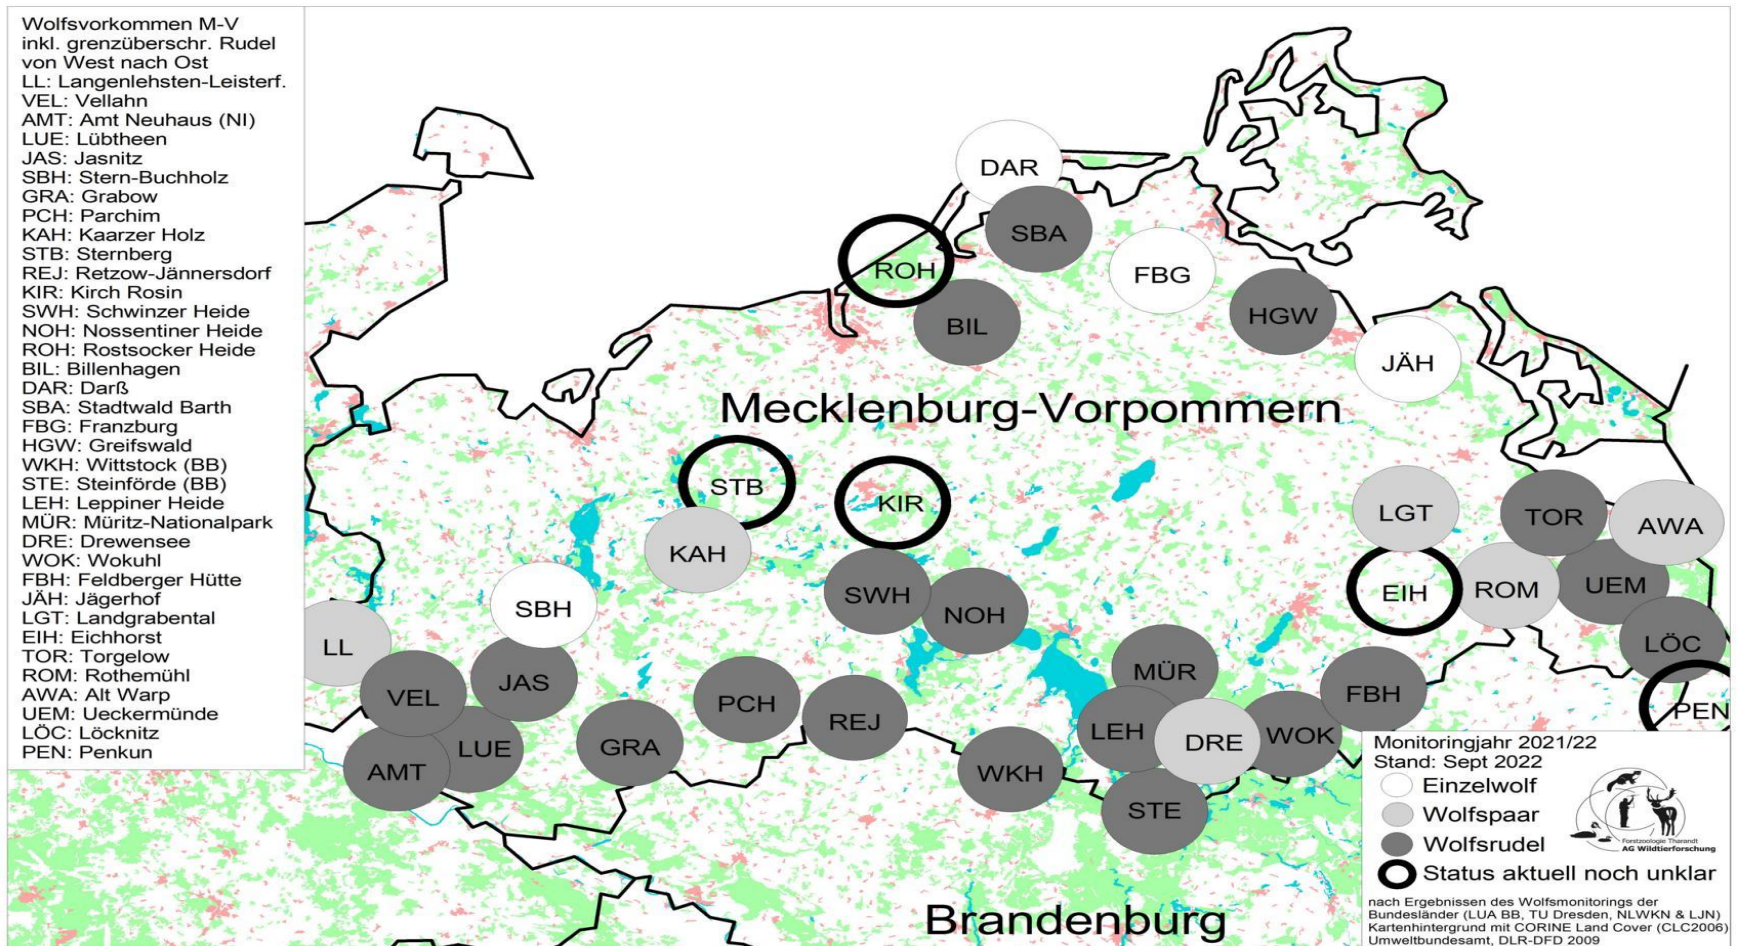 Wolfsvorkommen M-V
inkl. grenzüberschr. Rudel
von West nach Ost
LL: Langenlehsten-Leisterf.
VEL: Vellahn
AMT: Amt Neuhaus (NI)
LUE: Lübtheen
JAS: Jasnitz
SBH: Stern-Buchholz
GRA: Grabow
PCH: Parchim
KAH: Kaarzer Holz
STB: Sternberg
REJ: Retzow-Jännersdorf
KIR: Kirch Rosin
SWH: Schwinzer Heide
NOH: Nossentiner Heide
ROH: Rostsocker Heide
BIL: Billenhagen
DAR: Darß
SBA: Stadtwald Barth
FBG: Franzburg
HGW: Greifswald
WKH: Wittstock (BB)
STE: Steinförde (BB)
LEH: Leppiner Heide
MÜR: Müritz-Nationalpark
DRE: Drewensee
WOK: Wokuhl
FBH: Feldberger Hütte
JÄH: Jägerhof
LGT: Landgrabental
EIH: Eichhorst
TOR: Torgelow
ROM: Rothemühl
AWA: Alt Warp
UEM: Ueckermünde
LÖC: Löcknitz
PEN: Penkun
DAR
SBA
ROH
FBG
BIL
HGW
JÄH
Mecklenburg-Vorpommern
STB
KIR
LGT
TOR
AWA
KAH
SWH
NOH
EIH
ROM
UEM
SBH
LL
LÖC
VEL
JAS
PCH
REJ
MÜR
FBH
PEN
LUE
AMT
GRA
WKH
LEH
DRE
WOK
STE
Brandenburg
Monitoringjahr 2021/22
Stand: Sept 2022
Einzelwolf
Wolfspaar
Wolfsrudel
Status aktuell noch unklar
Forstzoologie Tharandt
AG Wildtierforschung
nach Ergebnissen des Wolfsmonitorings der
Bundesländer (LUA BB, TU Dresden, NLWKN & LJN)
Kartenhintergrund mit CORINE Land Cover (CLC2006)
Umweltbundesamt, DLR-DFD 2009